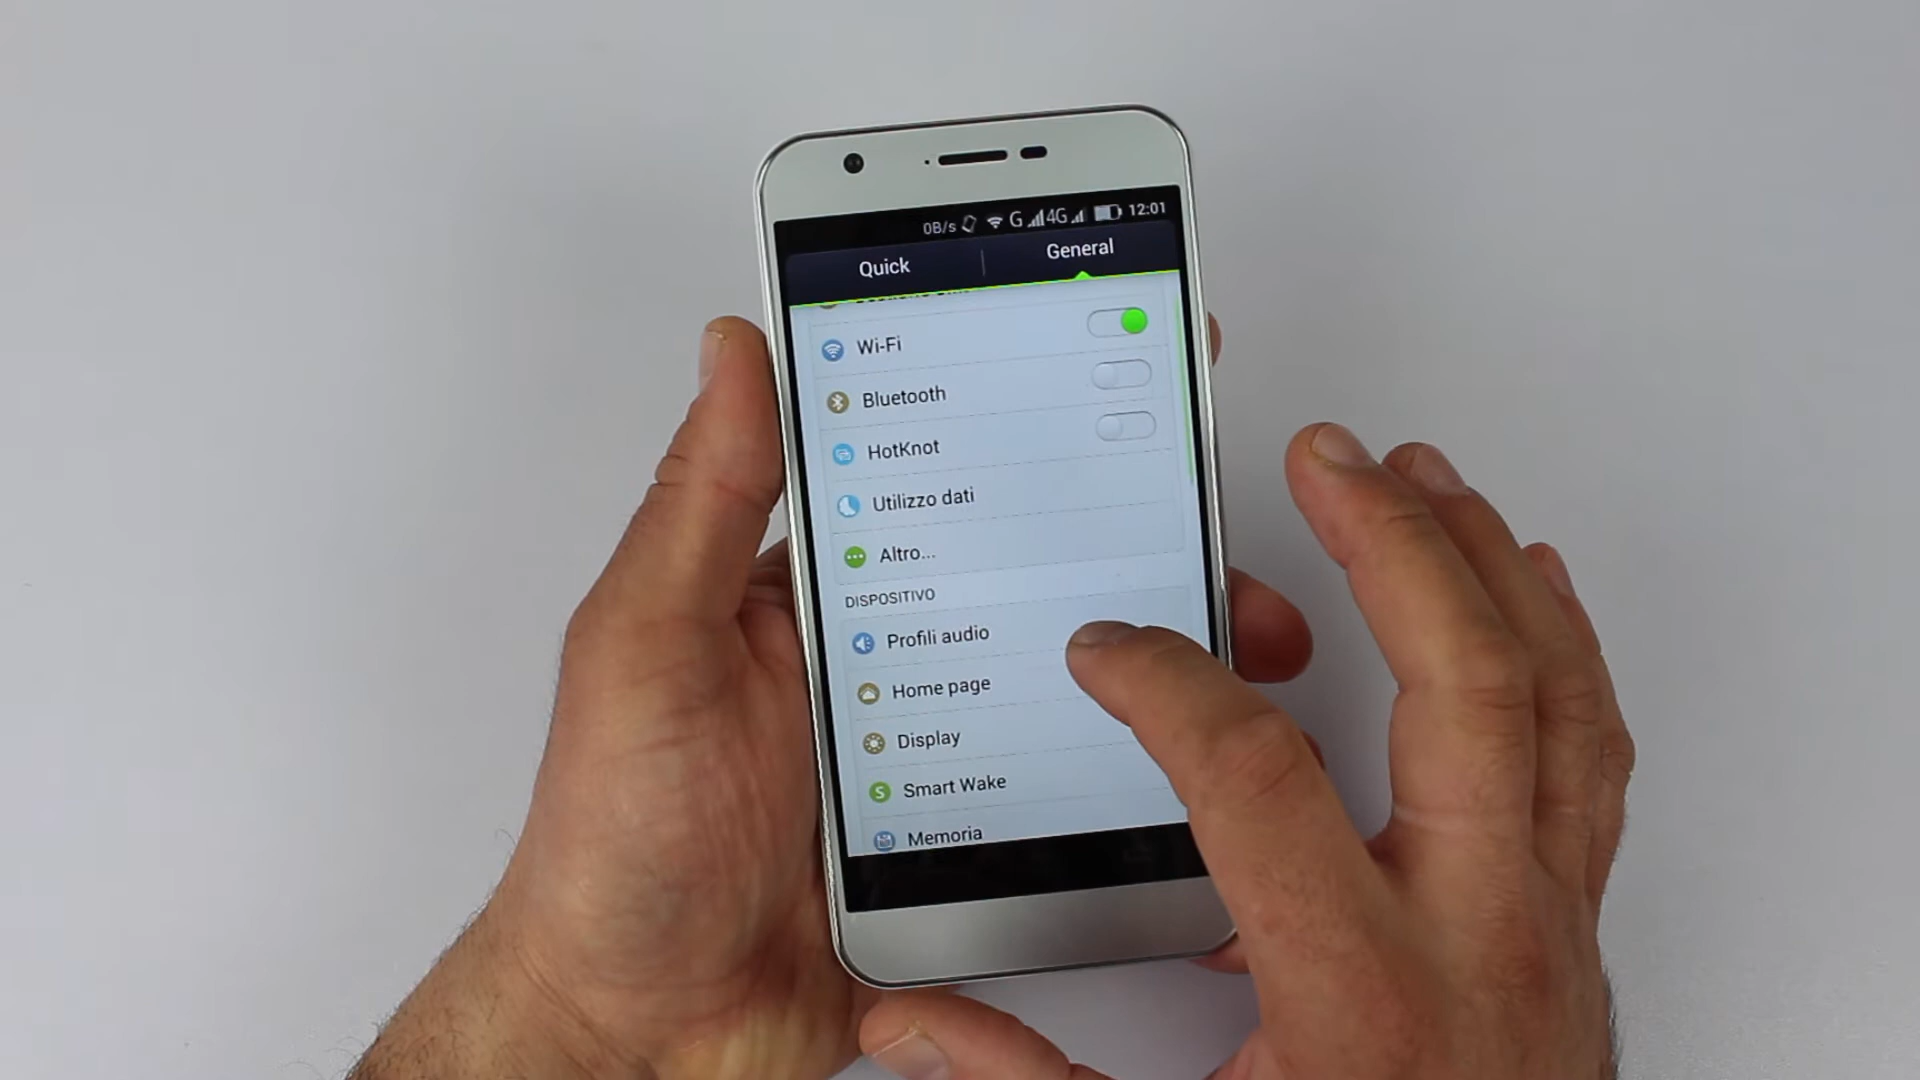 0B/s G 4G 12:01
Quick General
Wi-Fi
Bluetooth
HotKnot
Utilizzo dati
Altro...
DISPOSITIVO
Profili audio
Home page
Display
S Smart Wake
Memoria